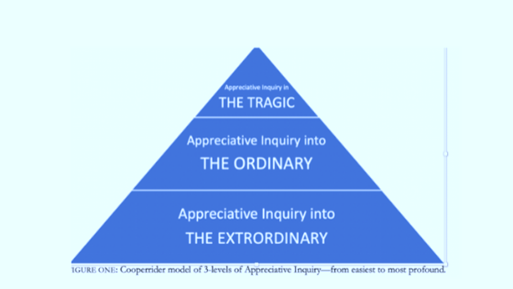 Appreciative Inquiry in
THE TRAGIC
Appreciative Inquiry into
THE ORDINARY
Appreciative Inquiry into
THE EXTRORDINARY
IGURE ONE: Cooperrider model of 3-levels of Appreciative Inquiry—from easiest to most profound.